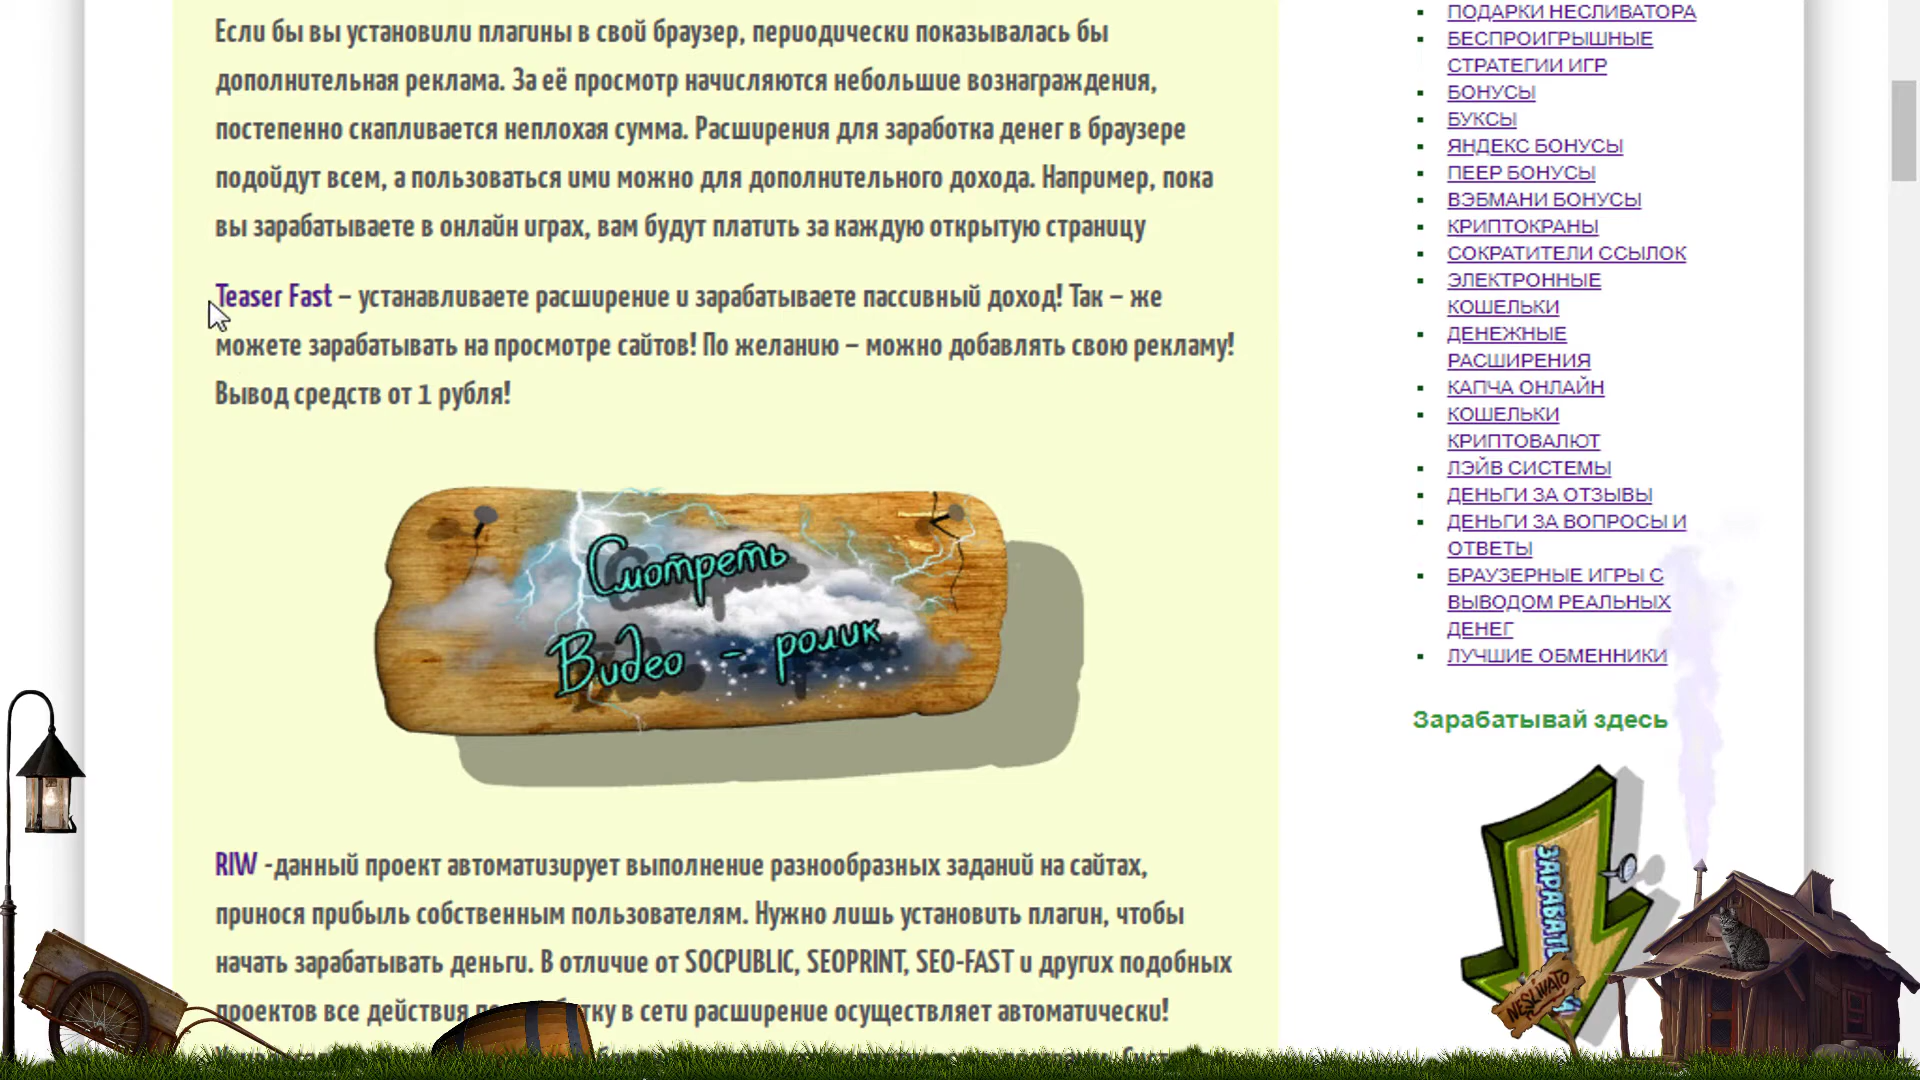 Если бы вы установили плагины в свой браузер, периодически показывалась бы
дополнительная реклама. За её просмотр начисляются небольшие вознаграждения,
постепенно скапливается неплохая сумма. Расширения для заработка денег в браузере
подойдут всем, а пользоваться ими можно для дополнительного дохода. Например, пока
вы зарабатываете в онлайн играх, вам будут платить за каждую открытую страницу
Teaser Fast – устанавливаете расширение и зарабатываете пассивный доход! Так – же
можете зарабатывать на просмотре сайтов! По желанию – можно добавлять свою рекламу!
Вывод средств от 1 рубля!
Смотреть
Видео - ролик
RIW -данный проект автоматизирует выполнение разнообразных заданий на сайтах,
принося прибыль собственным пользователям. Нужно лишь установить плагин, чтобы
начать зарабатывать деньги. В отличие от SOCPUBLIC, SEOPRINT, SEO-FAST и других подобных
проектов все действия в сети расширение осуществляет автоматически!
ПОДАРКИ НЕСЛИВАТОРА
БЕСПРОИГРЫШНЫЕ
СТРАТЕГИИ ИГР
БОНУСЫ
БУКСЫ
ЯНДЕКС БОНУСЫ
ПЕЕР БОНУСЫ
ВЭБМАНИ БОНУСЫ
КРИПТОКРАНЫ
СОКРАТИТЕЛИ ССЫЛОК
ЭЛЕКТРОННЫЕ
КОШЕЛЬКИ
ДЕНЕЖНЫЕ
РАСШИРЕНИЯ
КАПЧА ОНЛАЙН
КОШЕЛЬКИ
КРИПТОВАЛЮТ
ЛЭЙВ СИСТЕМЫ
ДЕНЬГИ ЗА ОТЗЫВЫ
ДЕНЬГИ ЗА ВОПРОСЫ И
ОТВЕТЫ
БРАУЗЕРНЫЕ ИГРЫ С
ВЫВОДОМ РЕАЛЬНЫХ
ДЕНЕГ
ЛУЧШИЕ ОБМЕННИКИ
Зарабатывай здесь
NESLIVATO